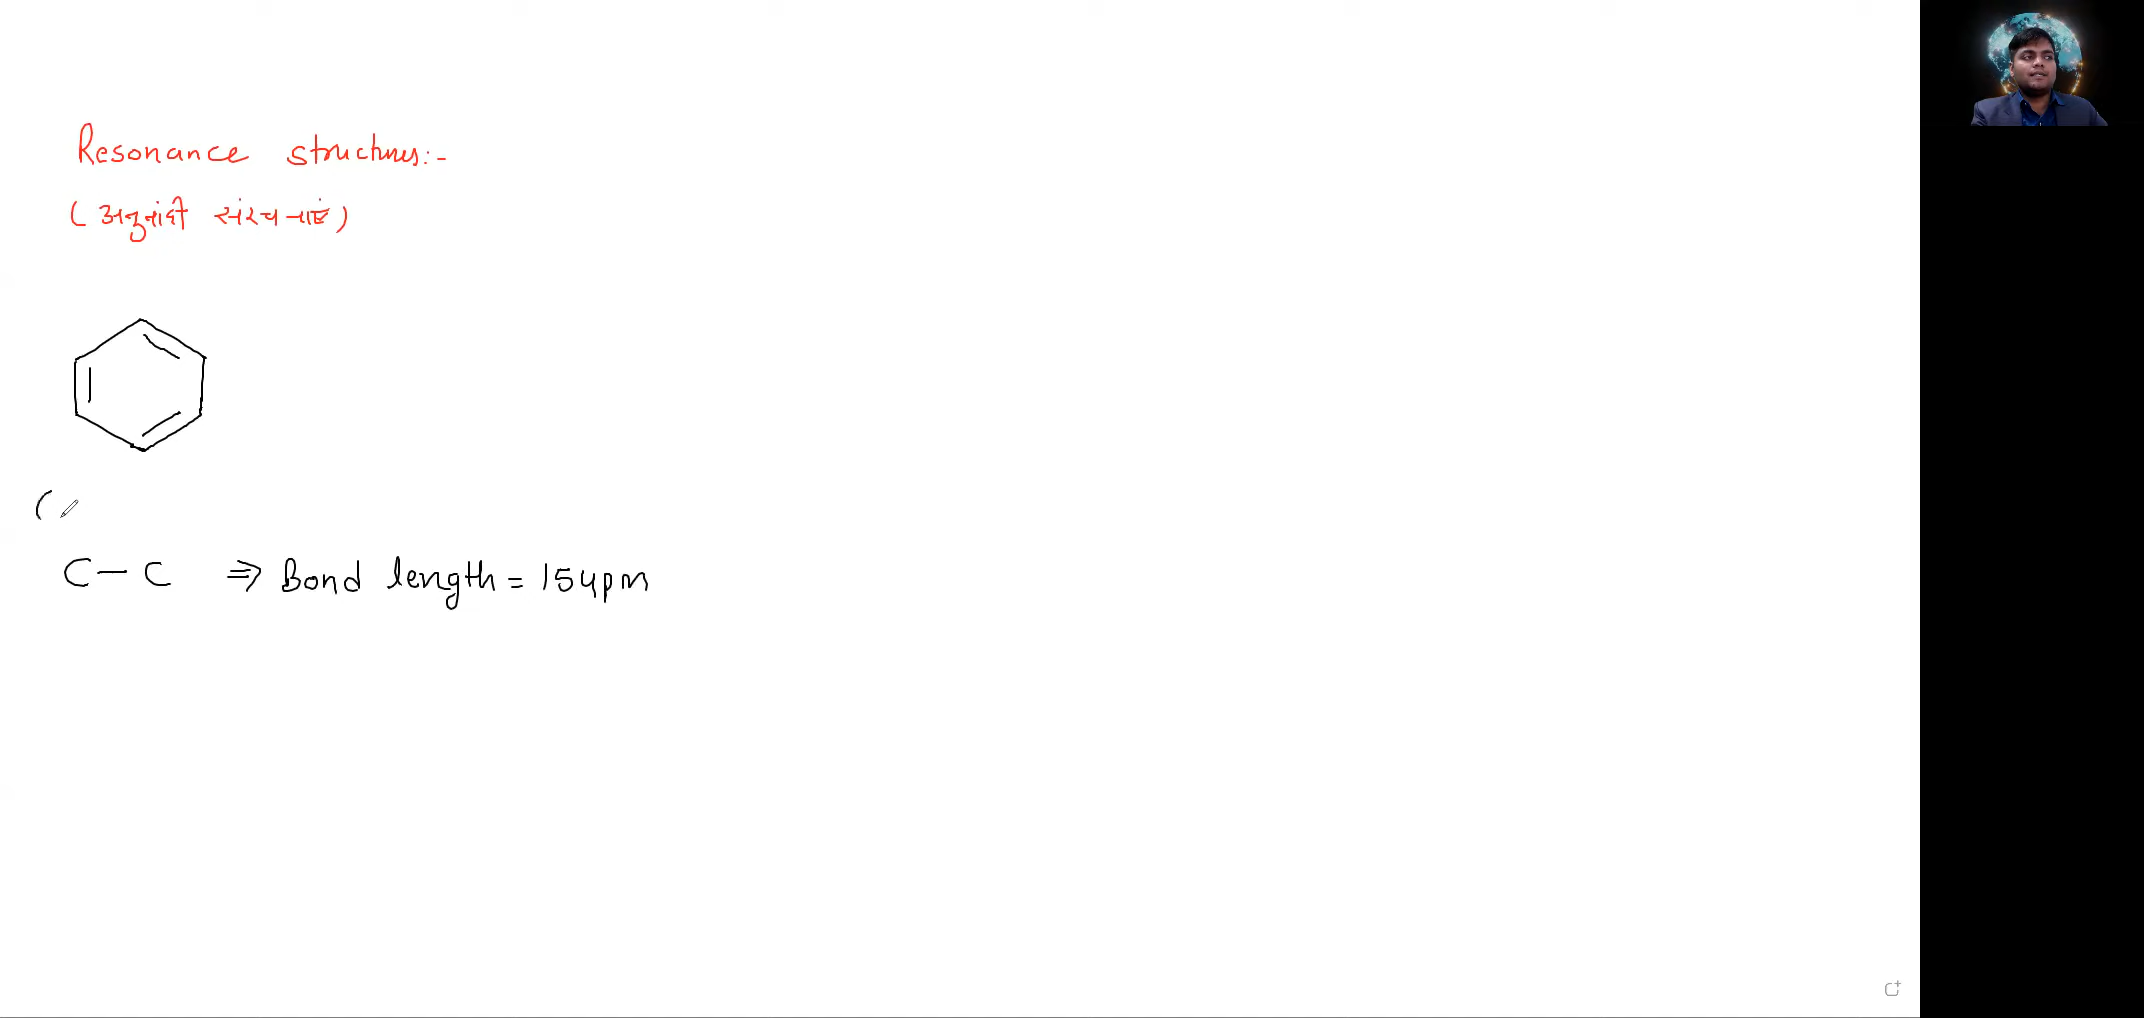 Resonance structures:-
(अनुनादी संरचनाएं)
(
C — C ⇒ Bond length = 154pm